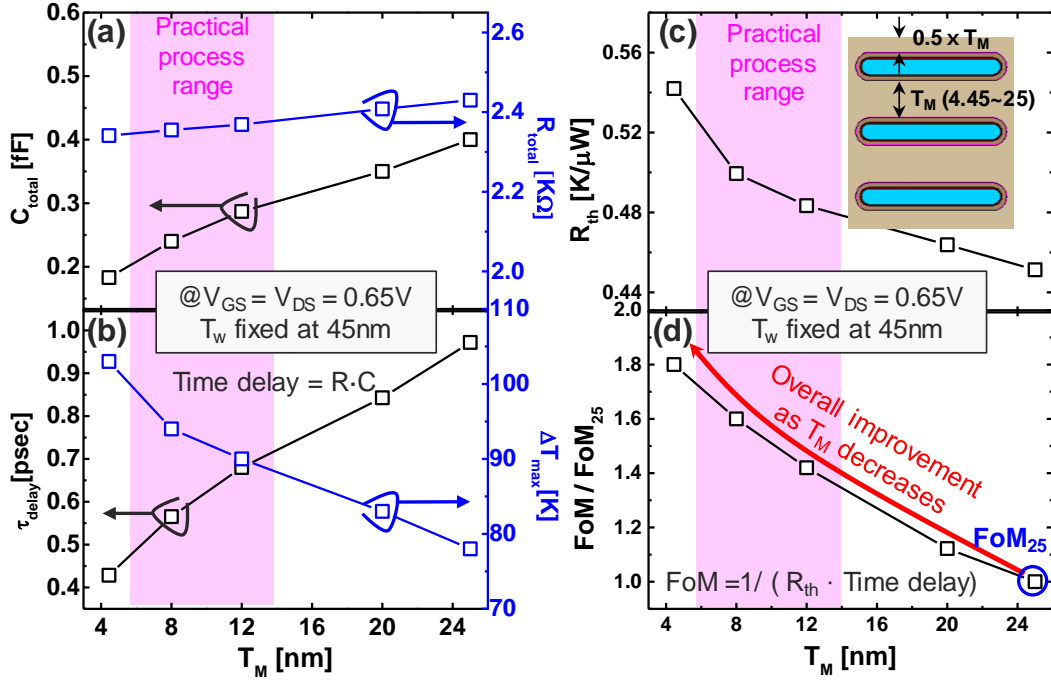 (a)
Practical
process
range
C_total [fF]
0.6
0.5
0.4
0.3
0.2
R_total [KΩ]
2.6
2.4
2.2
2.0
@V_GS = V_DS = 0.65V
T_w fixed at 45nm
(b)
Time delay = R·C
τ_delay[psec]
1.0
0.9
0.8
0.7
0.6
0.5
0.4
ΔT_max[K]
110
100
90
80
70
4 8 12 16 20 24
T_M [nm]
(c)
Practical
process
range
0.5 x T_M
T_M (4.45~25)
R_th [K/μW]
0.56
0.52
0.48
0.44
@V_GS = V_DS = 0.65V
T_w fixed at 45nm
(d)
Overall improvement
as T_M decreases
FoM_25
FoM =1/ ( R_th · Time delay)
FoM / FoM_25
2.0
1.8
1.6
1.4
1.2
1.0
4 8 12 16 20 24
T_M [nm]